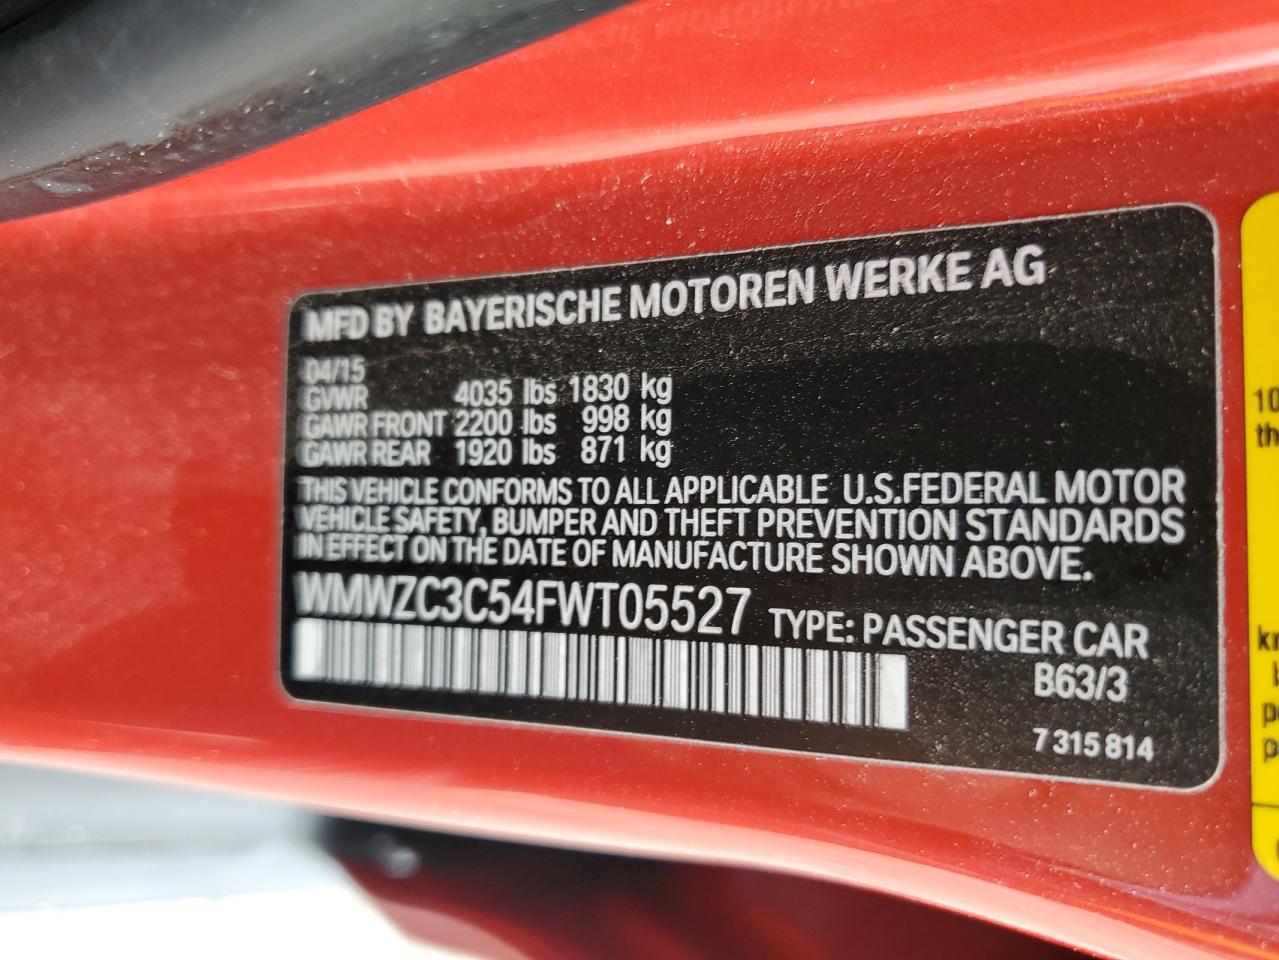 MFD BY BAYERISCHE MOTOREN WERKE AG
04/15
GVWR 4035 lbs 1830 kg
GAWR FRONT 2200 lbs 998 kg
GAWR REAR 1920 lbs 871 kg
THIS VEHICLE CONFORMS TO ALL APPLICABLE U.S.FEDERAL MOTOR
VEHICLE SAFETY, BUMPER AND THEFT PREVENTION STANDARDS
IN EFFECT ON THE DATE OF MANUFACTURE SHOWN ABOVE.
WMWZC3C54FWT05527 TYPE: PASSENGER CAR
B63/3
7 315 814
10
th